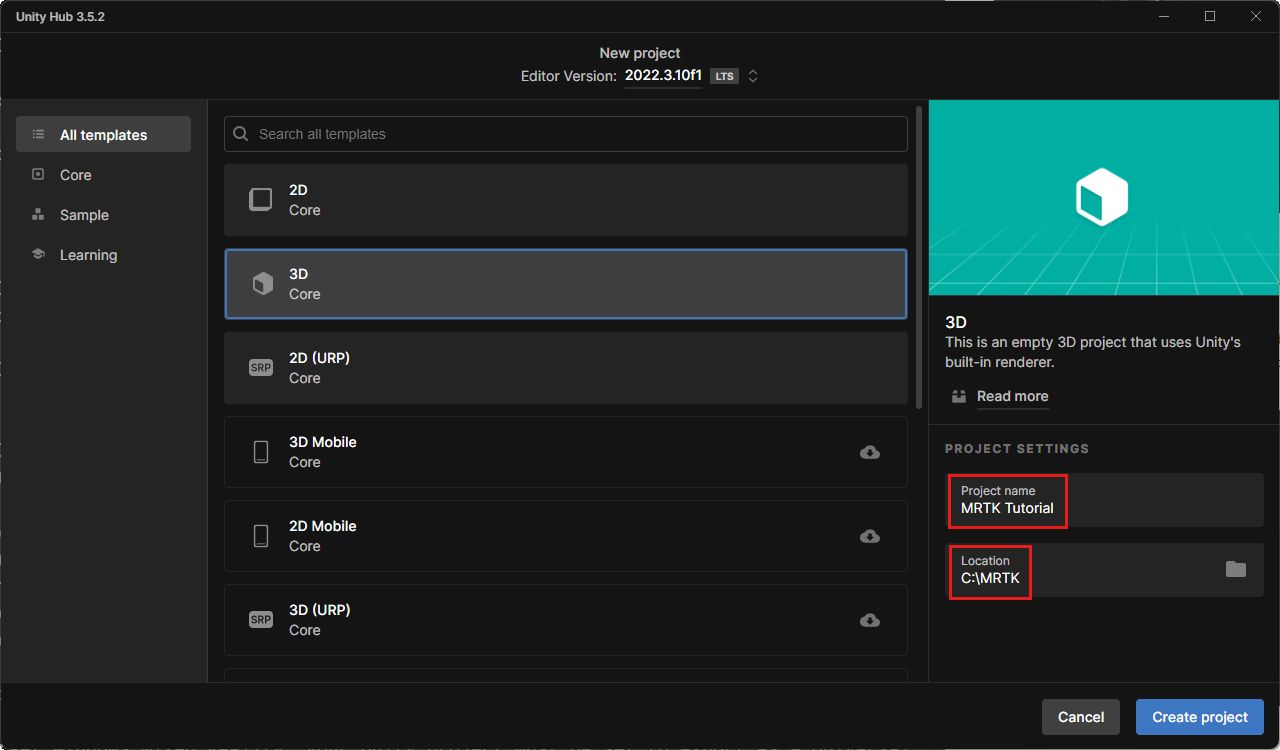 Unity Hub 3.5.2
New project
Editor Version: 2022.3.10f1 LTS
All templates
Core
Sample
Learning
Search all templates
2D
Core
3D
Core
SRP
2D (URP)
Core
3D Mobile
Core
2D Mobile
Core
SRP
3D (URP)
Core
3D
This is an empty 3D project that uses Unity's
built-in renderer.
Read more
PROJECT SETTINGS
Project name
MRTK Tutorial
Location
C:\MRTK
Cancel
Create project